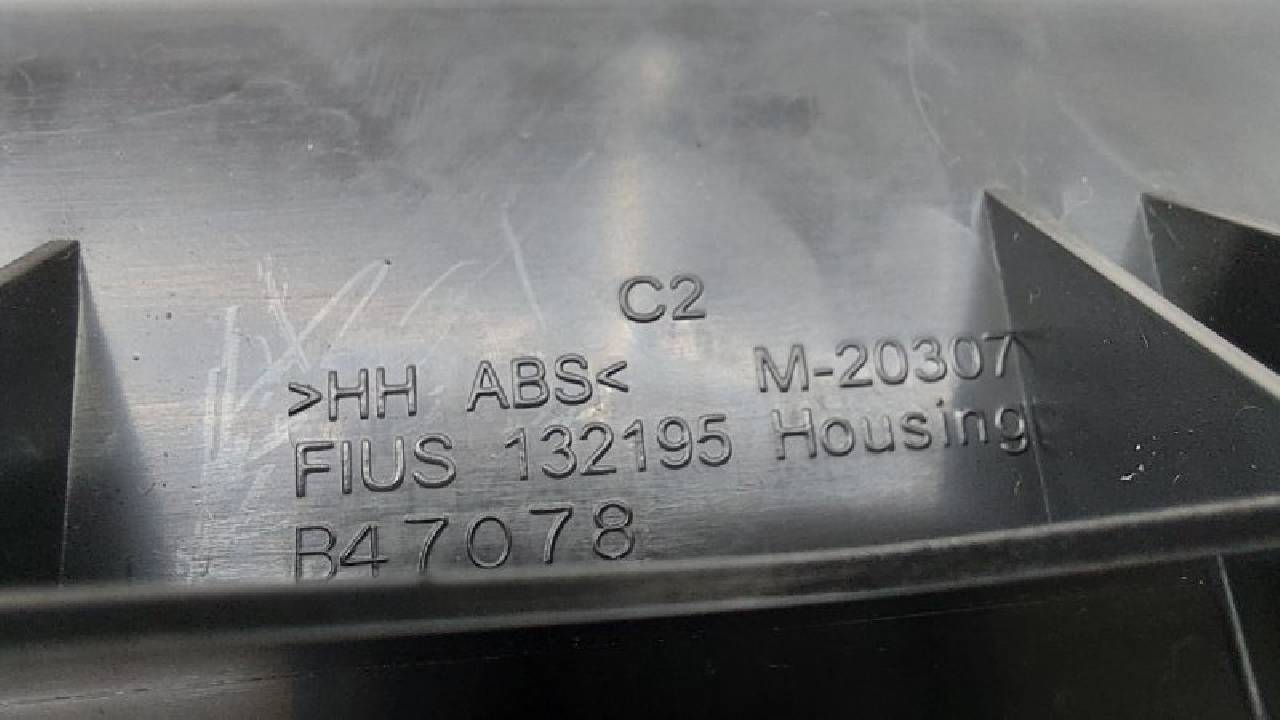 C2
>HH ABS< M-20307
FIUS 132195 Housing
B47078